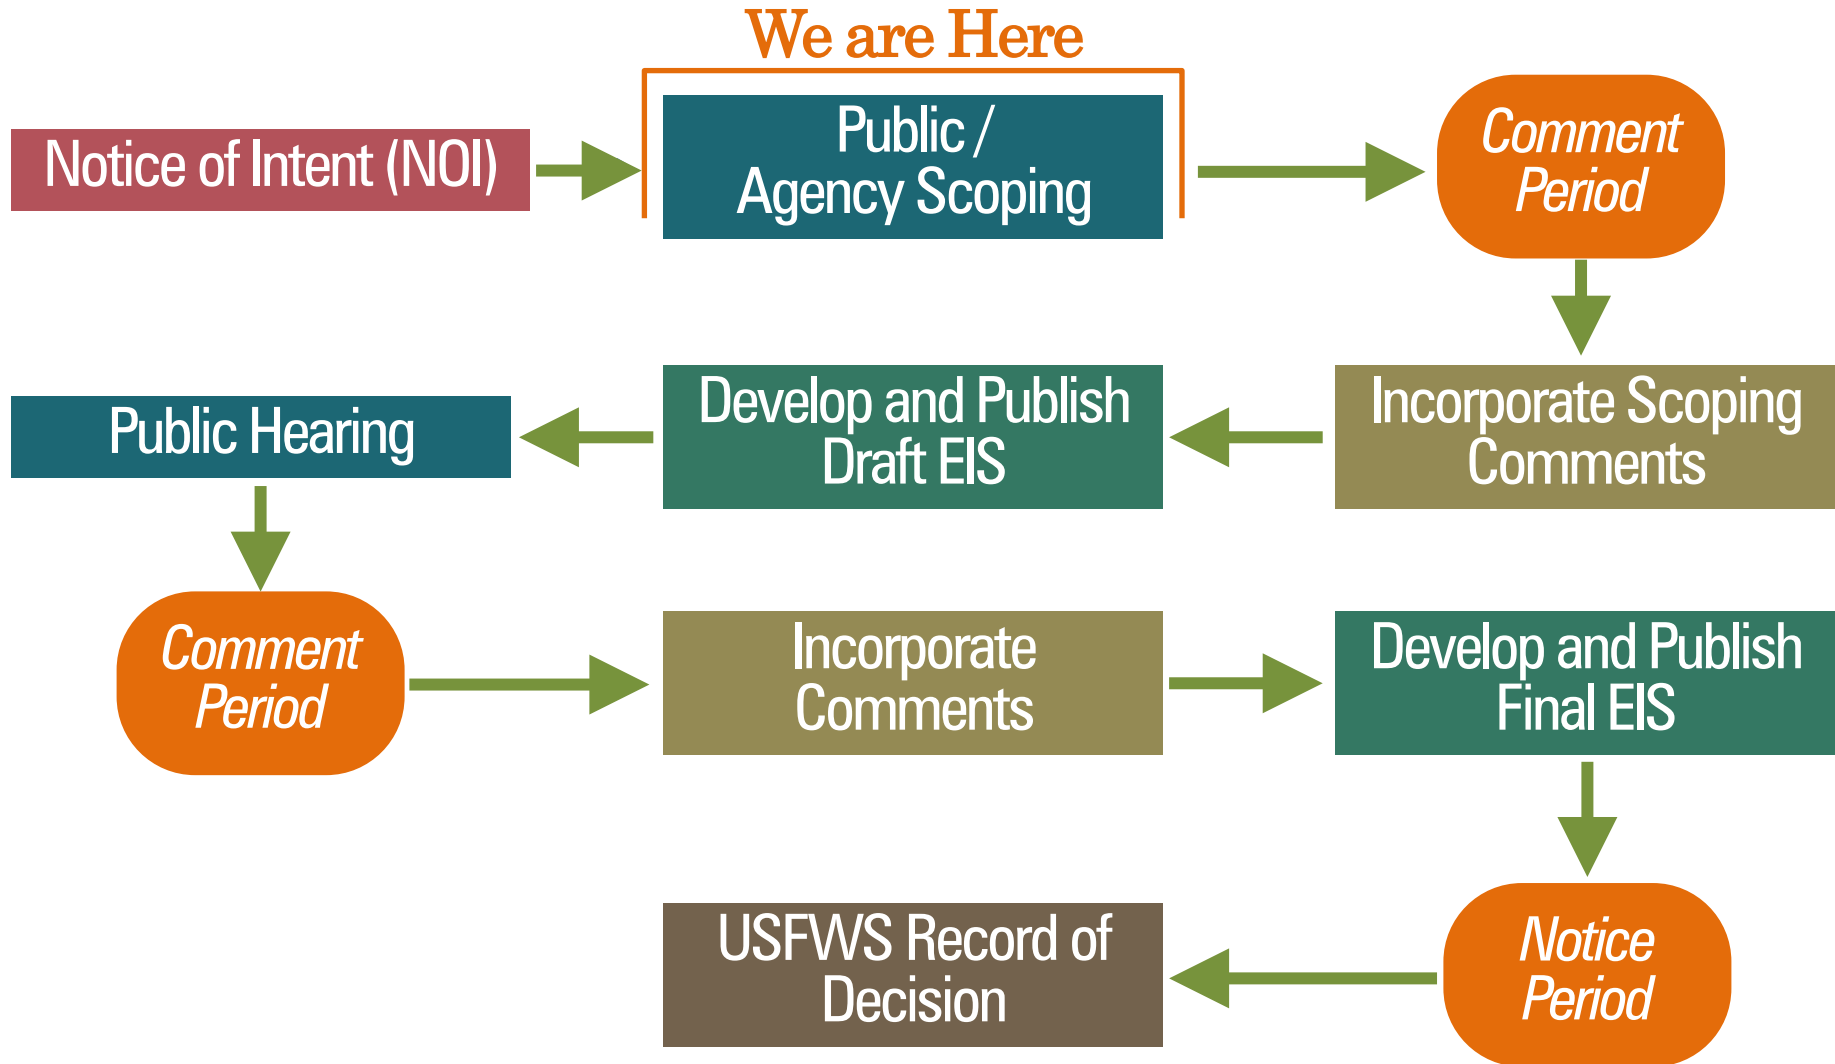 We are Here
Notice of Intent (NOI)
Public /
Agency Scoping
Comment
Period
Incorporate Scoping
Comments
Develop and Publish
Draft EIS
Public Hearing
Comment
Period
Incorporate
Comments
Develop and Publish
Final EIS
Notice
Period
USFWS Record of
Decision